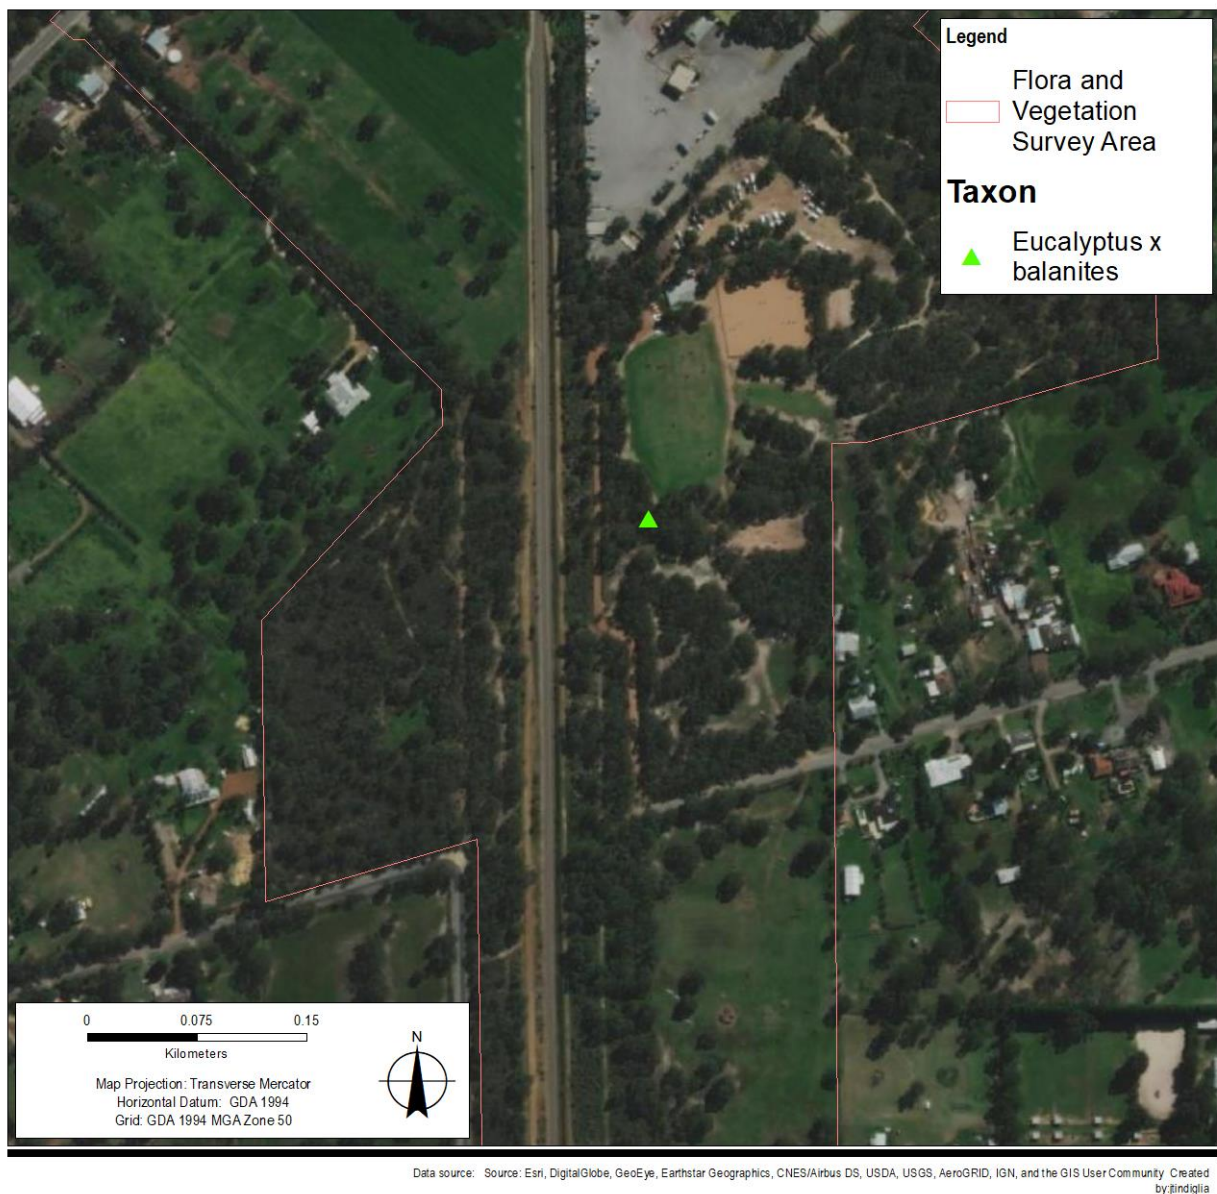 Legend
Flora and
Vegetation
Survey Area
Taxon
Eucalyptus x
balanites
0 0.075 0.15
Kilometers
N
Map Projection: Transverse Mercator
Horizontal Datum: GDA 1994
Grid: GDA 1994 MGA Zone 50
Data source: Source: Esri, DigitalGlobe, GeoEye, Earthstar Geographics, CNES/Airbus DS, USDA, USGS, AeroGRID, IGN, and the GIS User Community Created
by:jtindiglia